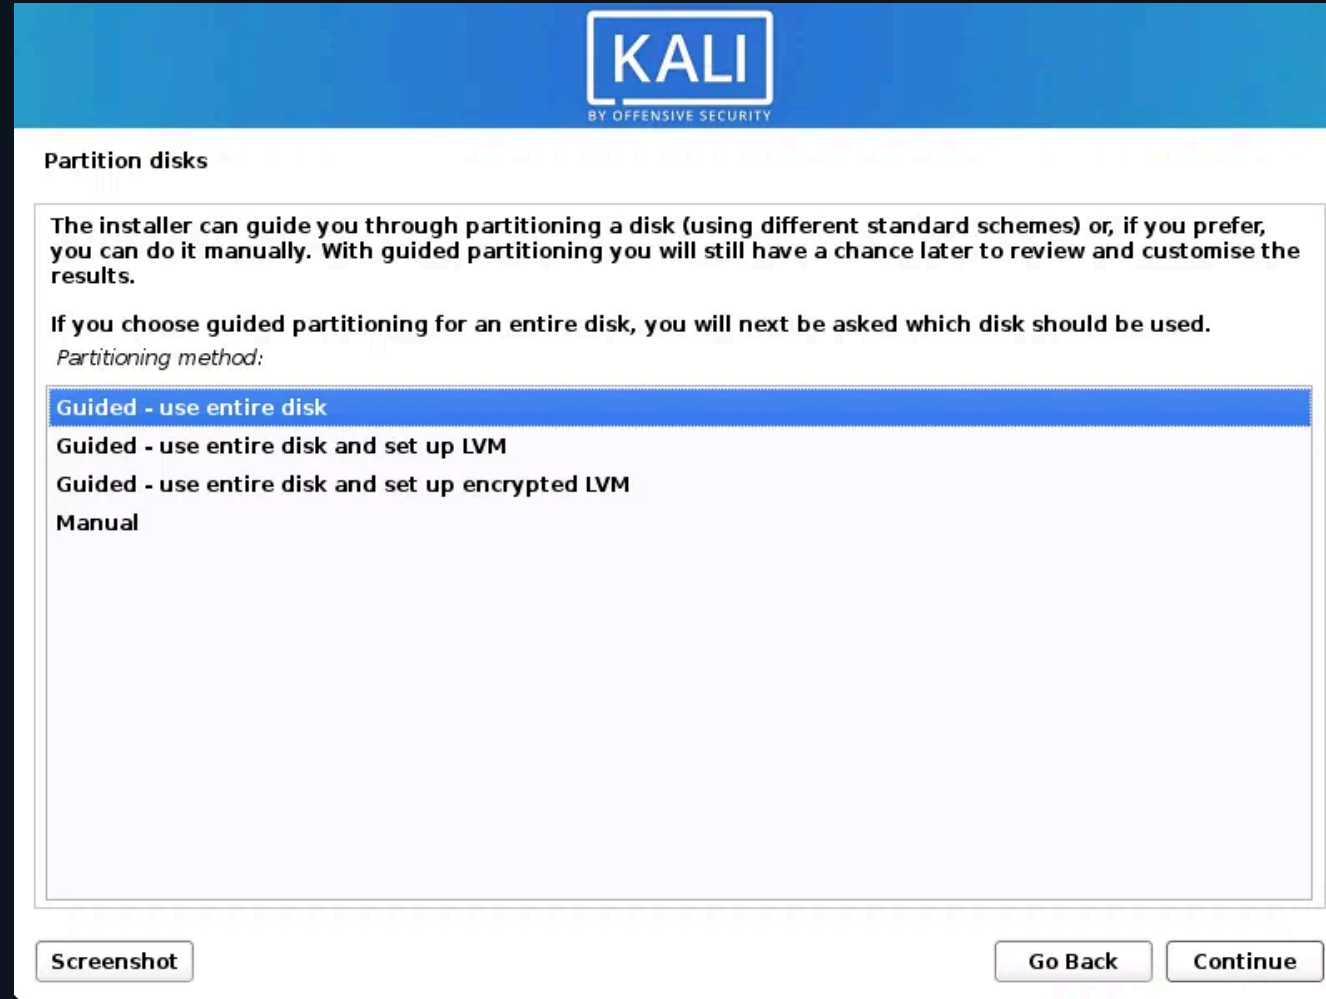 KALI
BY OFFENSIVE SECURITY
Partition disks
The installer can guide you through partitioning a disk (using different standard schemes) or, if you prefer,
you can do it manually. With guided partitioning you will still have a chance later to review and customise the
results.
If you choose guided partitioning for an entire disk, you will next be asked which disk should be used.
Partitioning method:
Guided - use entire disk
Guided - use entire disk and set up LVM
Guided - use entire disk and set up encrypted LVM
Manual
Screenshot
Go Back
Continue